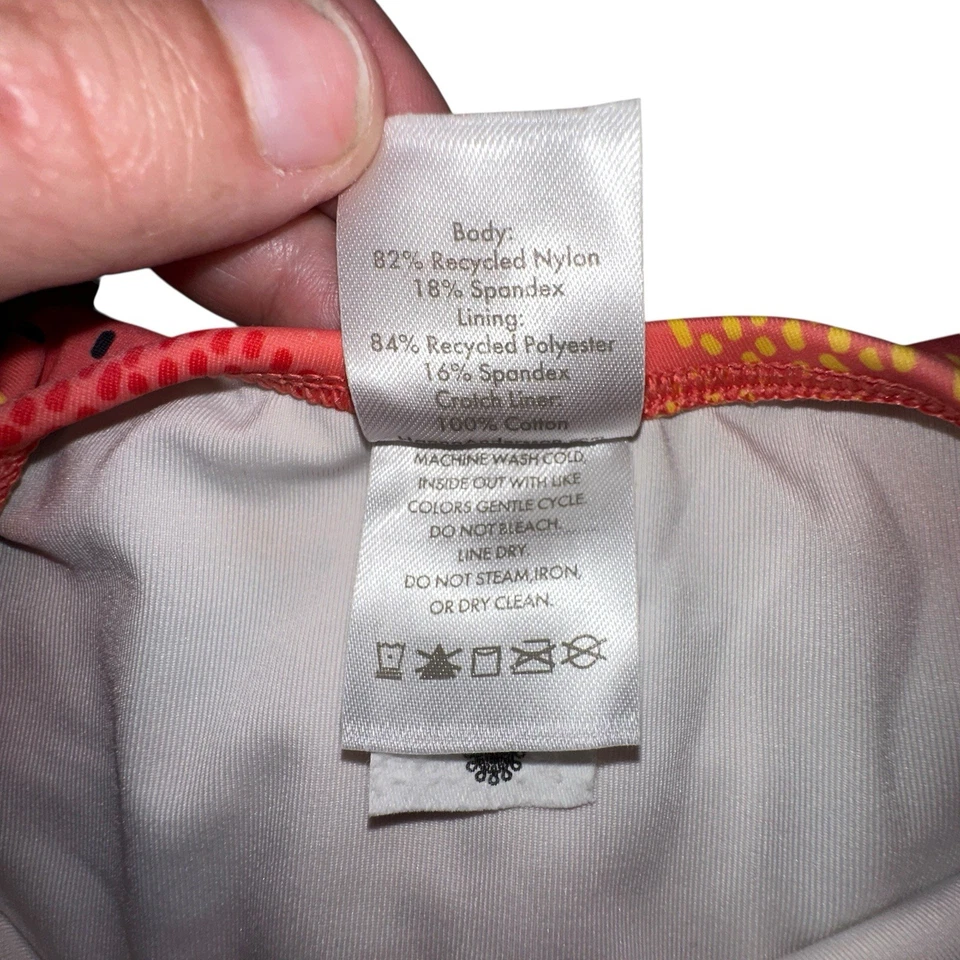 Body:
82% Recycled Nylon
18% Spandex
Lining:
84% Recycled Polyester
16% Spandex
Crotch Liner:
100% Cotton
MACHINE WASH COLD,
INSIDE OUT WITH LIKE
COLORS GENTLE CYCLE.
DO NOT BLEACH.
LINE DRY.
DO NOT STEAM, IRON,
OR DRY CLEAN.